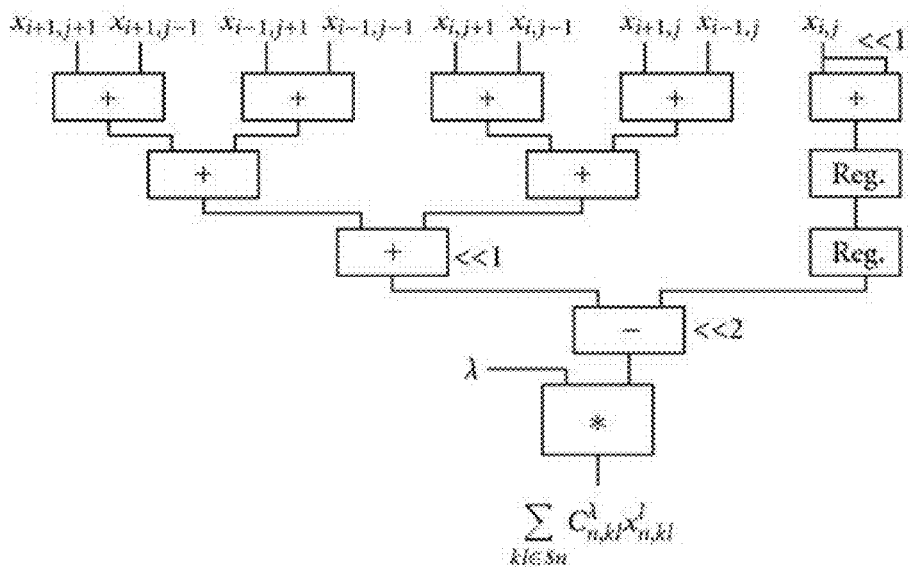 x_{i+1,j+1} x_{i+1,j-1} x_{i-1,j+1} x_{i-1,j-1} x_{i,j+1} x_{i,j-1} x_{i+1,j} x_{i-1,j} x_{i,j}
<<1
+ + + + +
+ + Reg.
+ <<1 Reg.
− <<2
λ
*
∑ C^λ_{n,kl} x^l_{n,kl}
kl∈Sn